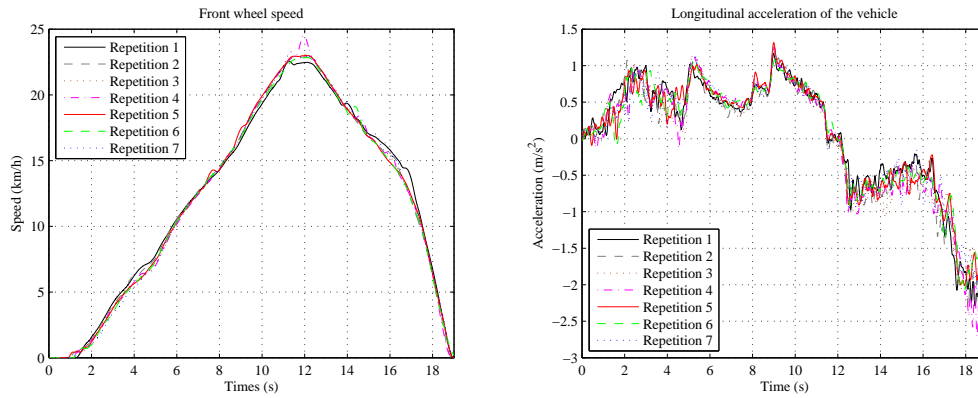 Front wheel speed
25
20
15
10
5
0
0 2 4 6 8 10 12 14 16 18
Speed (km/h)
Times (s)
Repetition 1
Repetition 2
Repetition 3
Repetition 4
Repetition 5
Repetition 6
Repetition 7
Longitudinal acceleration of the vehicle
1.5
1
0.5
0
−0.5
−1
−1.5
−2
−2.5
−3
0 2 4 6 8 10 12 14 16 18
Acceleration (m/s²)
Time (s)
Repetition 1
Repetition 2
Repetition 3
Repetition 4
Repetition 5
Repetition 6
Repetition 7